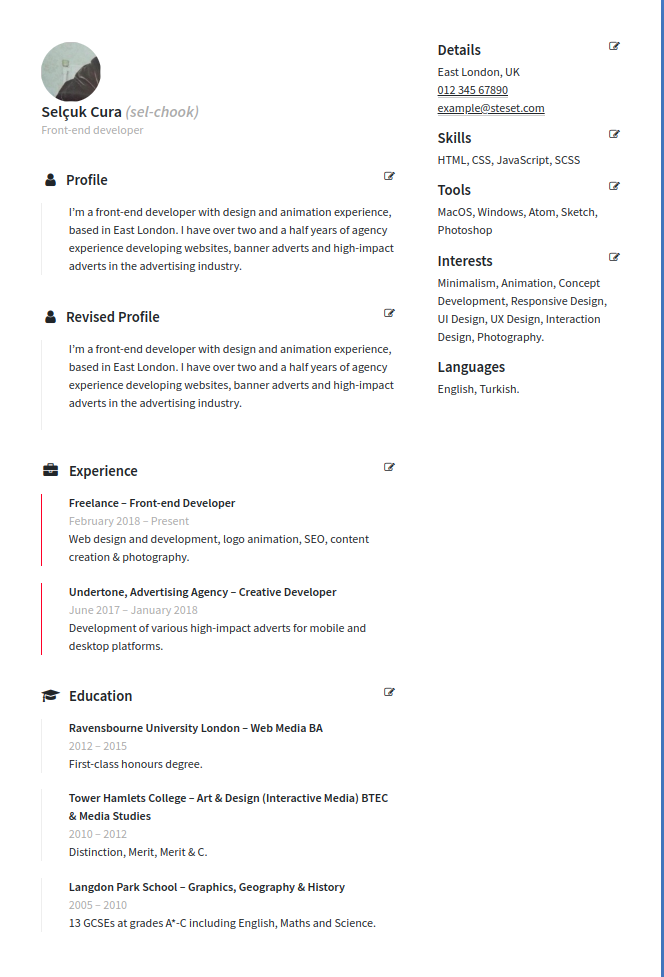 Selçuk Cura (sel-chook)
Front-end developer
Profile
I'm a front-end developer with design and animation experience,
based in East London. I have over two and a half years of agency
experience developing websites, banner adverts and high-impact
adverts in the advertising industry.
Revised Profile
I'm a front-end developer with design and animation experience,
based in East London. I have over two and a half years of agency
experience developing websites, banner adverts and high-impact
adverts in the advertising industry.
Experience
Freelance – Front-end Developer
February 2018 – Present
Web design and development, logo animation, SEO, content
creation & photography.
Undertone, Advertising Agency – Creative Developer
June 2017 – January 2018
Development of various high-impact adverts for mobile and
desktop platforms.
Education
Ravensbourne University London – Web Media BA
2012 – 2015
First-class honours degree.
Tower Hamlets College – Art & Design (Interactive Media) BTEC
& Media Studies
2010 – 2012
Distinction, Merit, Merit & C.
Langdon Park School – Graphics, Geography & History
2005 – 2010
13 GCSEs at grades A*-C including English, Maths and Science.
Details
East London, UK
012 345 67890
example@steset.com
Skills
HTML, CSS, JavaScript, SCSS
Tools
MacOS, Windows, Atom, Sketch,
Photoshop
Interests
Minimalism, Animation, Concept
Development, Responsive Design,
UI Design, UX Design, Interaction
Design, Photography.
Languages
English, Turkish.